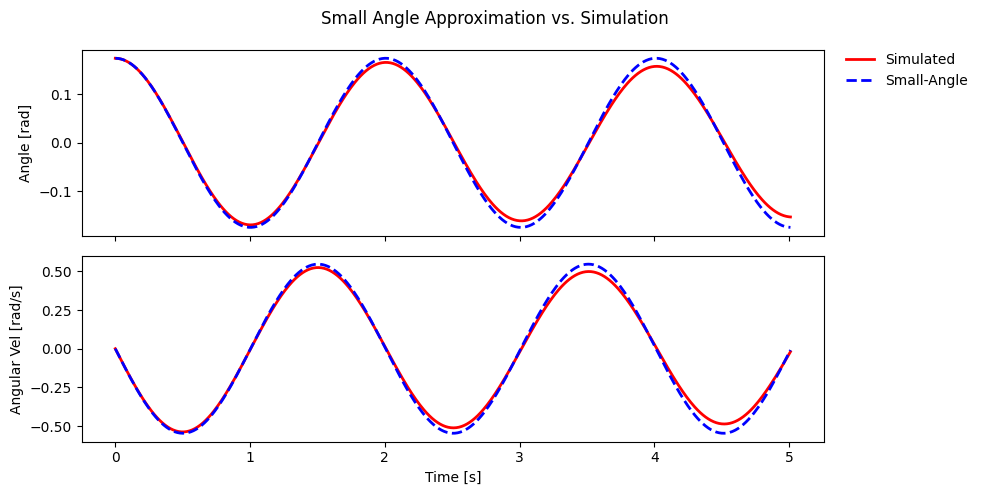 Small Angle Approximation vs. Simulation
Simulated
Small-Angle
Angle [rad]
0.1
0.0
−0.1
Angular Vel [rad/s]
0.50
0.25
0.00
−0.25
−0.50
0 1 2 3 4 5
Time [s]